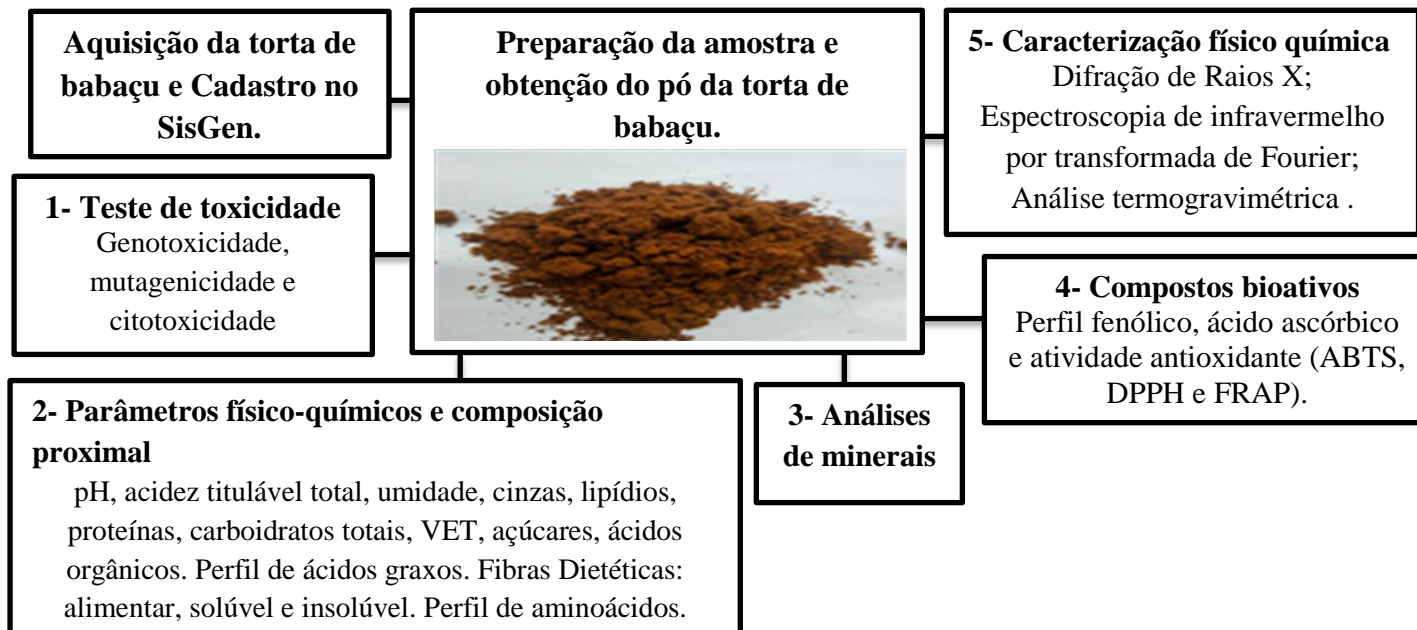 Aquisição da torta de
babaçu e Cadastro no
SisGen.
Preparação da amostra e
obtenção do pó da torta de
babaçu.
1- Teste de toxicidade
Genotoxicidade,
mutagenicidade e
citotoxicidade
2- Parâmetros físico-químicos e composição
proximal
pH, acidez titulável total, umidade, cinzas, lipídios,
proteínas, carboidratos totais, VET, açúcares, ácidos
orgânicos. Perfil de ácidos graxos. Fibras Dietéticas:
alimentar, solúvel e insolúvel. Perfil de aminoácidos.
3- Análises
de minerais
4- Compostos bioativos
Perfil fenólico, ácido ascórbico
e atividade antioxidante (ABTS,
DPPH e FRAP).
5- Caracterização físico química
Difração de Raios X;
Espectroscopia de infravermelho
por transformada de Fourier;
Análise termogravimétrica .